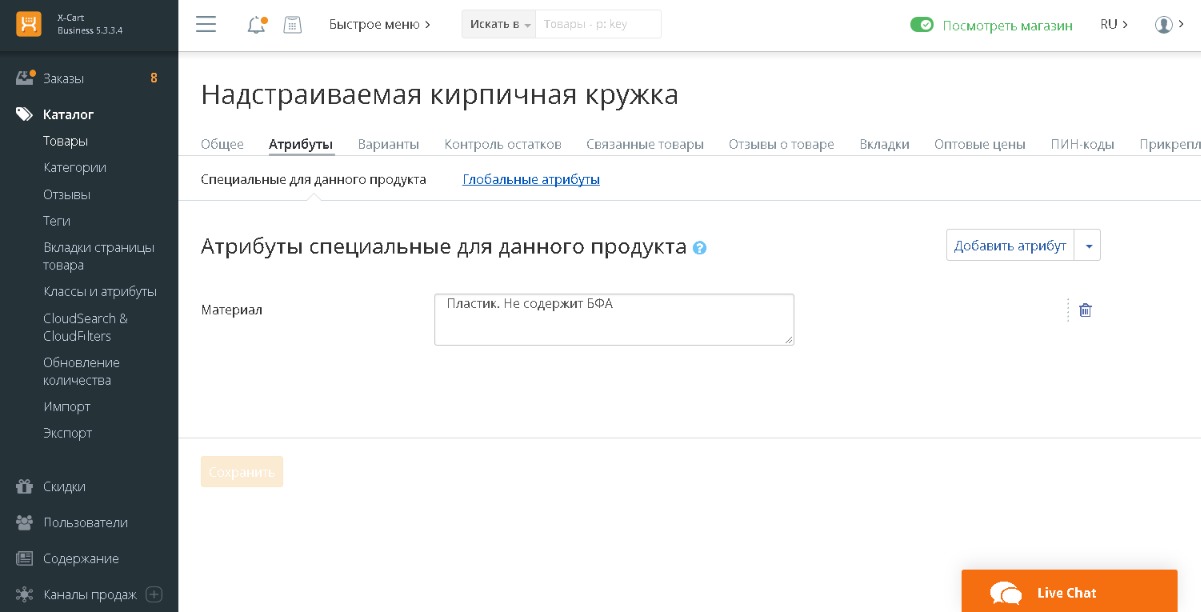 X-Cart
Business 5.3.3.4
Быстрое меню
Искать в
Товары - p: key
Посмотреть магазин
RU
Заказы
8
Каталог
Товары
Категории
Отзывы
Теги
Вкладки страницы
товара
Классы и атрибуты
CloudSearch &
CloudFilters
Обновление
количества
Импорт
Экспорт
Скидки
Пользователи
Содержание
Каналы продаж
Надстраиваемая кирпичная кружка
Общее
Атрибуты
Варианты
Контроль остатков
Связанные товары
Отзывы о товаре
Вкладки
Оптовые цены
ПИН-коды
Прикрепл
Специальные для данного продукта
Глобальные атрибуты
Атрибуты специальные для данного продукта
?
Добавить атрибут
Материал
Пластик. Не содержит БФА
Сохранить
Live Chat